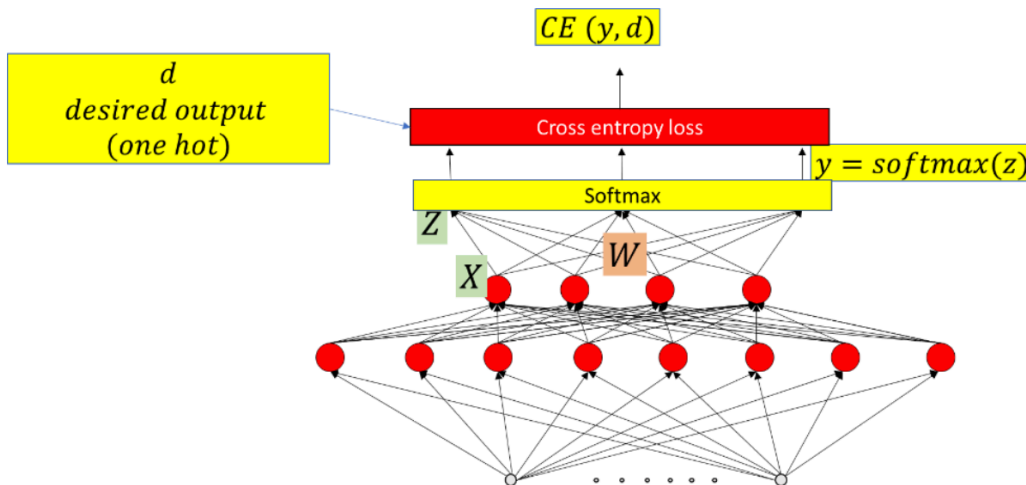 CE (y, d)
d
desired output
(one hot)
Cross entropy loss
y = softmax(z)
Softmax
Z
W
X